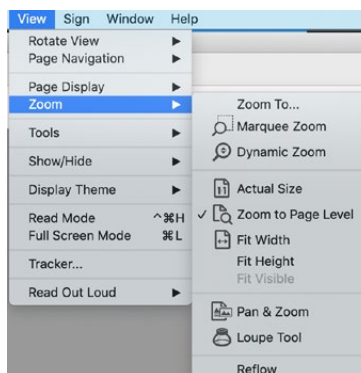 View Sign Window Help
Rotate View
Page Navigation
Page Display
Zoom
Tools
Show/Hide
Display Theme
Read Mode ^⌘H
Full Screen Mode ⌘L
Tracker...
Read Out Loud
Zoom To...
Marquee Zoom
Dynamic Zoom
Actual Size
✓ Zoom to Page Level
Fit Width
Fit Height
Fit Visible
Pan & Zoom
Loupe Tool
Reflow